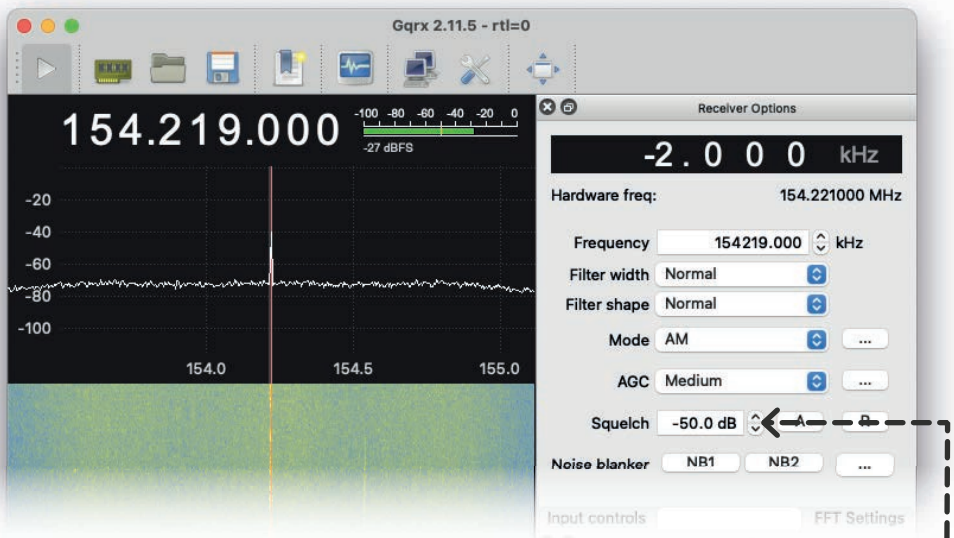 Gqrx 2.11.5 - rtl=0
154.219.000
-100 -80 -60 -40 -20 0
-27 dBFS
-20
-40
-60
-80
-100
154.0 154.5 155.0
Receiver Options
-2.000 kHz
Hardware freq: 154.221000 MHz
Frequency 154219.000 kHz
Filter width Normal
Filter shape Normal
Mode AM ...
AGC Medium ...
Squelch -50.0 dB A R
Noise blanker NB1 NB2 ...
Input controls FFT Settings